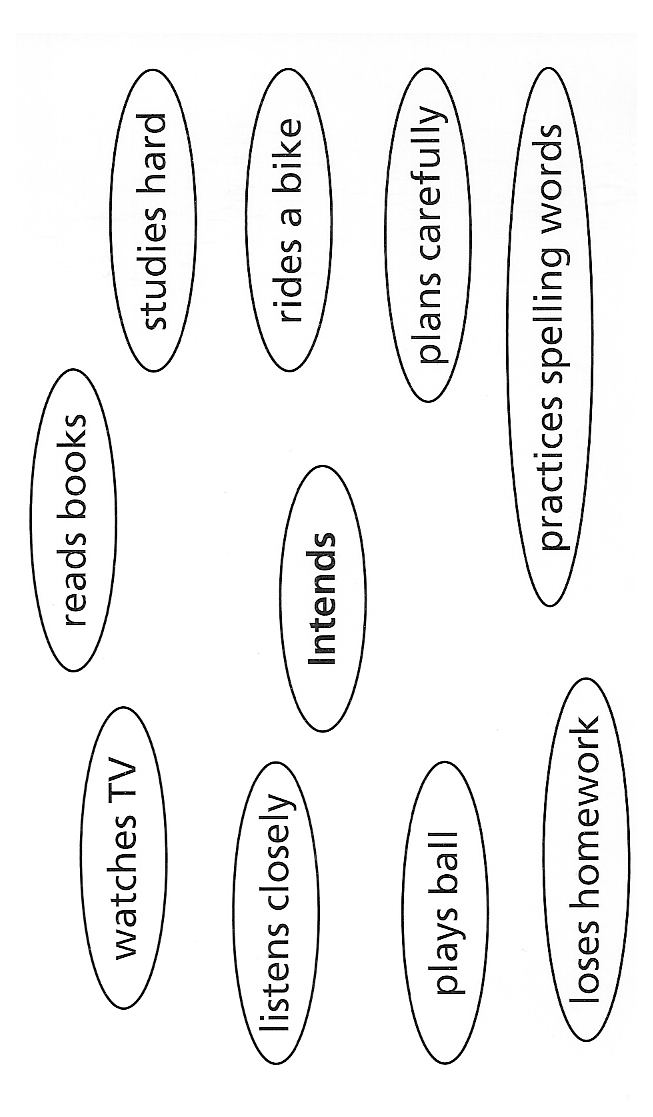 watches TV
reads books
studies hard
listens closely
Intends
rides a bike
plays ball
plans carefully
loses homework
practices spelling words